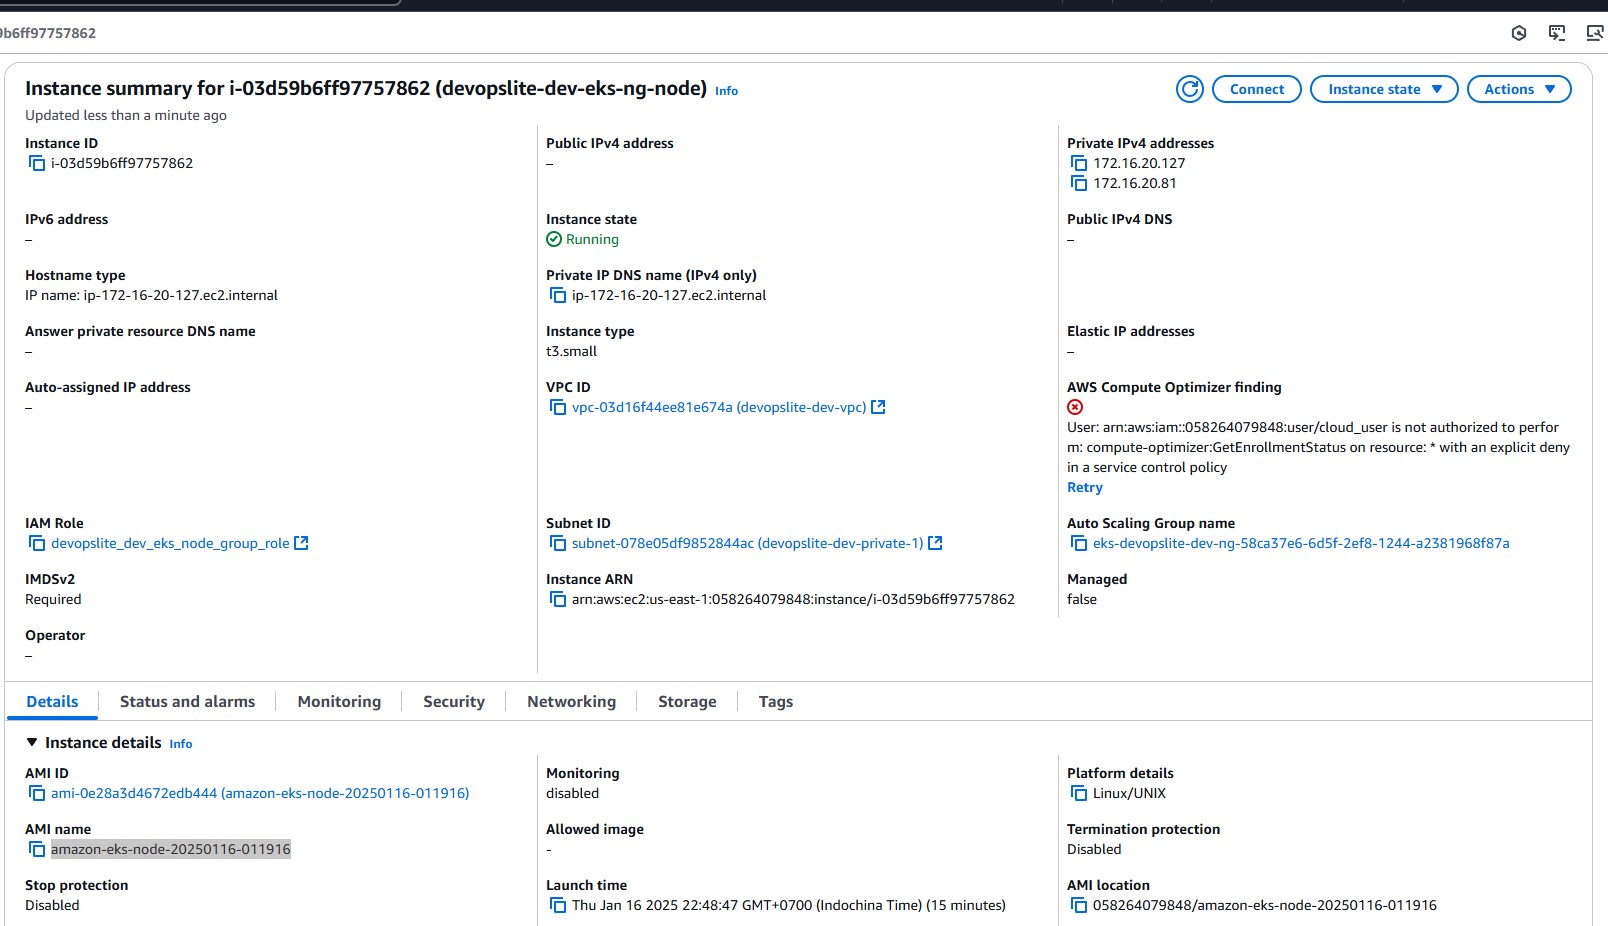 9b6ff97757862
Instance summary for i-03d59b6ff97757862 (devopslite-dev-eks-ng-node) Info
Connect
Instance state
Actions
Updated less than a minute ago
Instance ID
i-03d59b6ff97757862
Public IPv4 address
–
Private IPv4 addresses
172.16.20.127
172.16.20.81
IPv6 address
–
Instance state
Running
Public IPv4 DNS
–
Hostname type
IP name: ip-172-16-20-127.ec2.internal
Private IP DNS name (IPv4 only)
ip-172-16-20-127.ec2.internal
Answer private resource DNS name
–
Instance type
t3.small
Elastic IP addresses
–
Auto-assigned IP address
–
VPC ID
vpc-03d16f44ee81e674a (devopslite-dev-vpc)
AWS Compute Optimizer finding
User: arn:aws:iam::058264079848:user/cloud_user is not authorized to perfor
m: compute-optimizer:GetEnrollmentStatus on resource: * with an explicit deny
in a service control policy
Retry
IAM Role
devopslite_dev_eks_node_group_role
Subnet ID
subnet-078e05df9852844ac (devopslite-dev-private-1)
Auto Scaling Group name
eks-devopslite-dev-ng-58ca37e6-6d5f-2ef8-1244-a2381968f87a
IMDSv2
Required
Instance ARN
arn:aws:ec2:us-east-1:058264079848:instance/i-03d59b6ff97757862
Managed
false
Operator
–
Details
Status and alarms
Monitoring
Security
Networking
Storage
Tags
Instance details Info
AMI ID
ami-0e28a3d4672edb444 (amazon-eks-node-20250116-011916)
Monitoring
disabled
Platform details
Linux/UNIX
AMI name
amazon-eks-node-20250116-011916
Allowed image
-
Termination protection
Disabled
Stop protection
Disabled
Launch time
Thu Jan 16 2025 22:48:47 GMT+0700 (Indochina Time) (15 minutes)
AMI location
058264079848/amazon-eks-node-20250116-011916